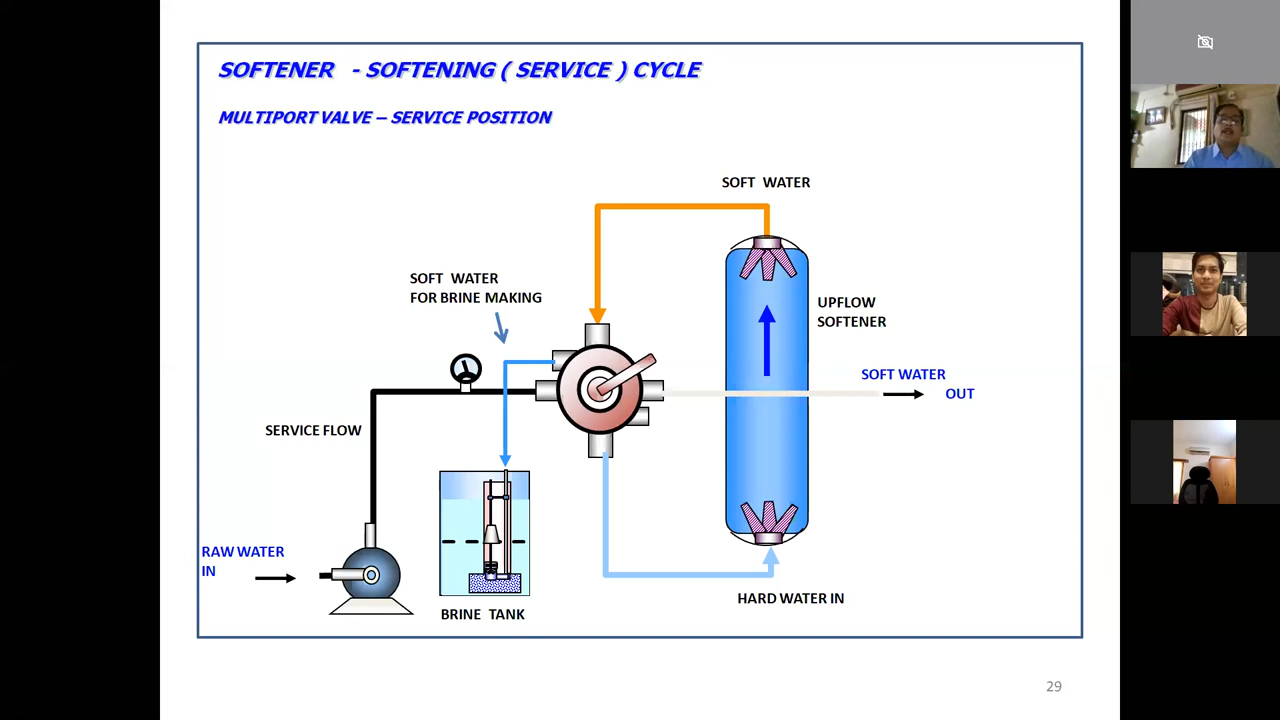 SOFTENER - SOFTENING ( SERVICE ) CYCLE
MULTIPORT VALVE – SERVICE POSITION
SOFT WATER
SOFT WATER
FOR BRINE MAKING
UPFLOW
SOFTENER
SOFT WATER
OUT
SERVICE FLOW
RAW WATER
IN
HARD WATER IN
BRINE TANK
29